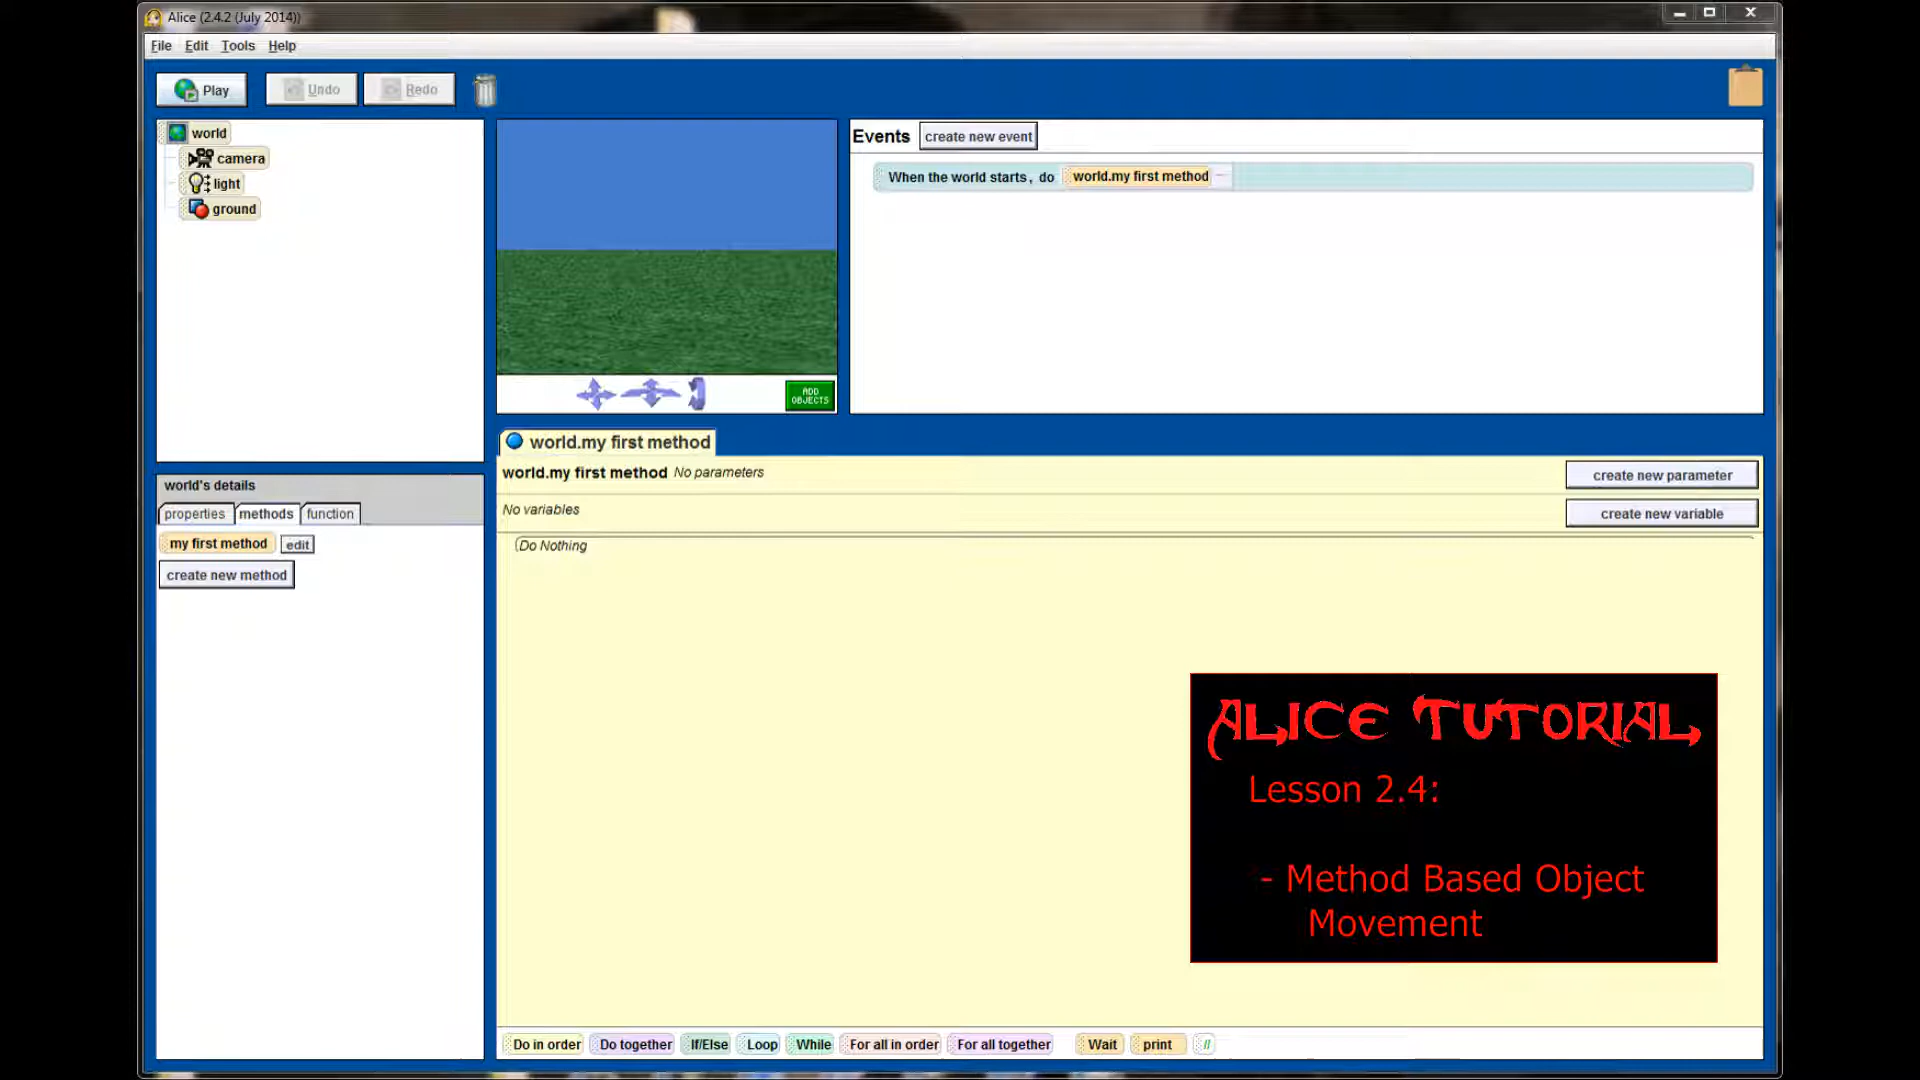 Alice (2.4.2 (July 2014))
File Edit Tools Help
Play Undo Redo
world
camera
light
ground
ADD
OBJECTS
Events create new event
When the world starts, do world.my first method
world's details
properties methods function
my first method edit
create new method
world.my first method
world.my first method No parameters
create new parameter
No variables
create new variable
(Do Nothing
ALICE TUTORIAL
Lesson 2.4:
- Method Based Object
Movement
Do in order Do together If/Else Loop While For all in order For all together Wait print //